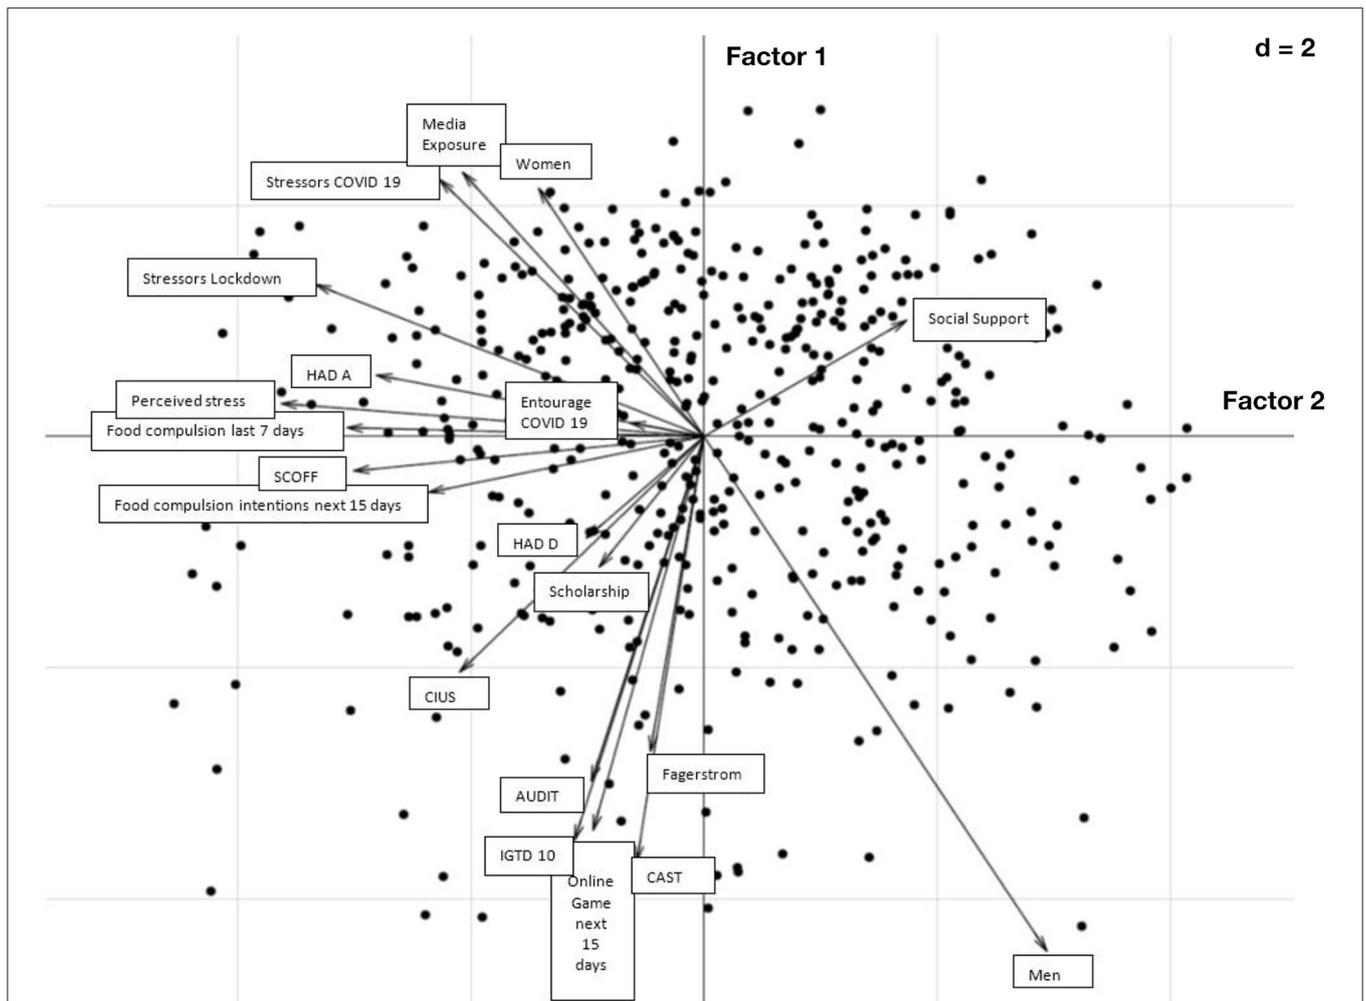 Factor 1
d = 2
Media
Exposure
Women
Stressors COVID 19
Stressors Lockdown
Social Support
HAD A
Perceived stress
Entourage
COVID 19
Factor 2
Food compulsion last 7 days
SCOFF
Food compulsion intentions next 15 days
HAD D
Scholarship
CIUS
Fagerstrom
AUDIT
IGTD 10
CAST
Online
Game
next
15
days
Men